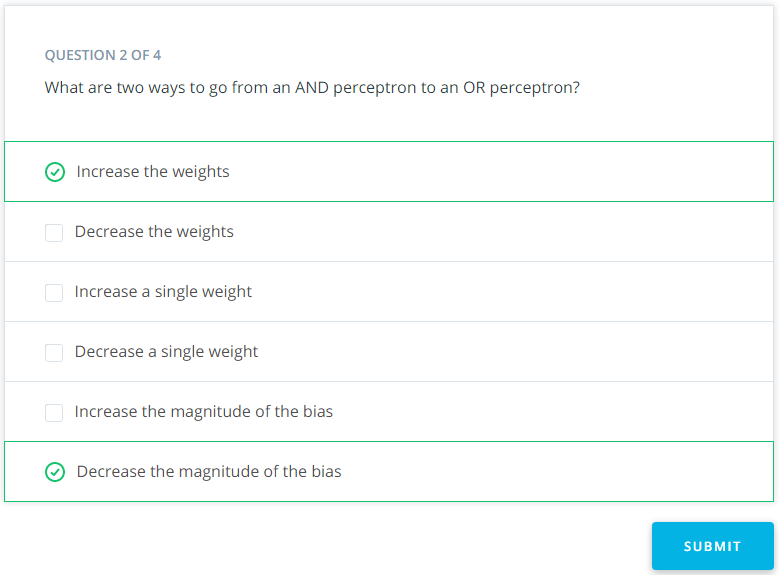 QUESTION 2 OF 4
What are two ways to go from an AND perceptron to an OR perceptron?
Increase the weights
Decrease the weights
Increase a single weight
Decrease a single weight
Increase the magnitude of the bias
Decrease the magnitude of the bias
SUBMIT